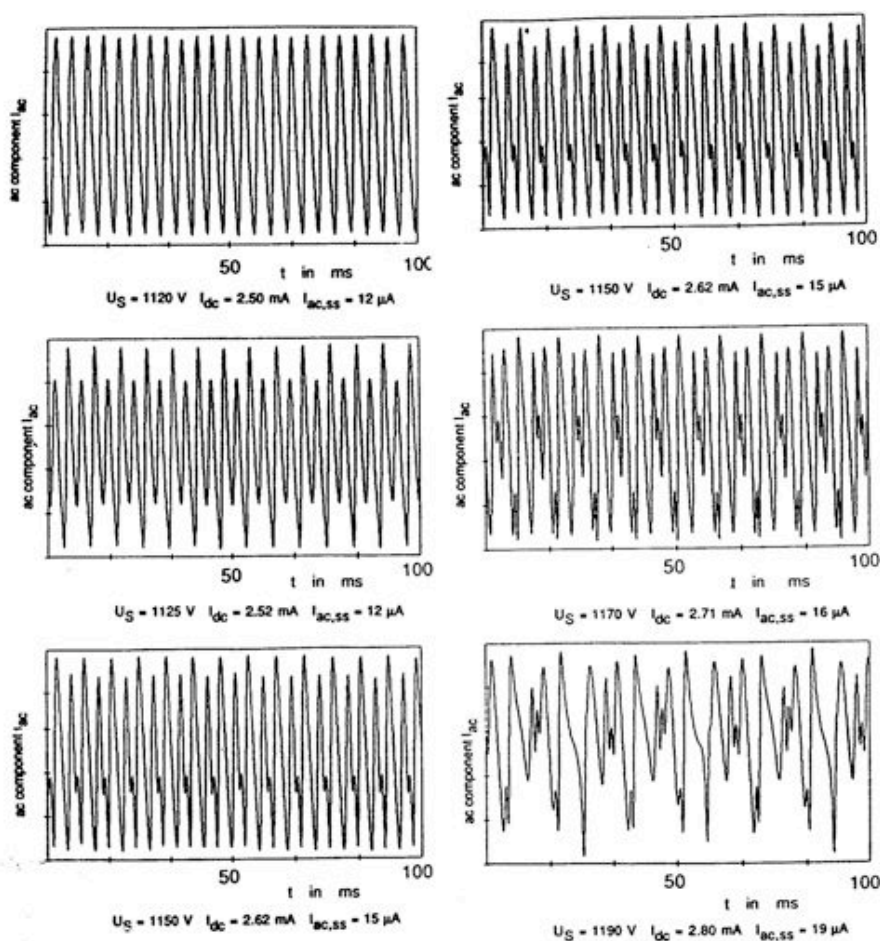 ac component I_ac
50
100
t in ms
U_S = 1120 V I_dc = 2.50 mA I_ac,ss = 12 µA
ac component I_ac
50
100
t in ms
U_S = 1125 V I_dc = 2.52 mA I_ac,ss = 12 µA
ac component I_ac
50
100
t in ms
U_S = 1150 V I_dc = 2.62 mA I_ac,ss = 15 µA
ac component I_ac
50
100
t in ms
U_S = 1150 V I_dc = 2.62 mA I_ac,ss = 15 µA
ac component I_ac
50
100
t in ms
U_S = 1170 V I_dc = 2.71 mA I_ac,ss = 16 µA
ac component I_ac
50
100
t in ms
U_S = 1190 V I_dc = 2.80 mA I_ac,ss = 19 µA